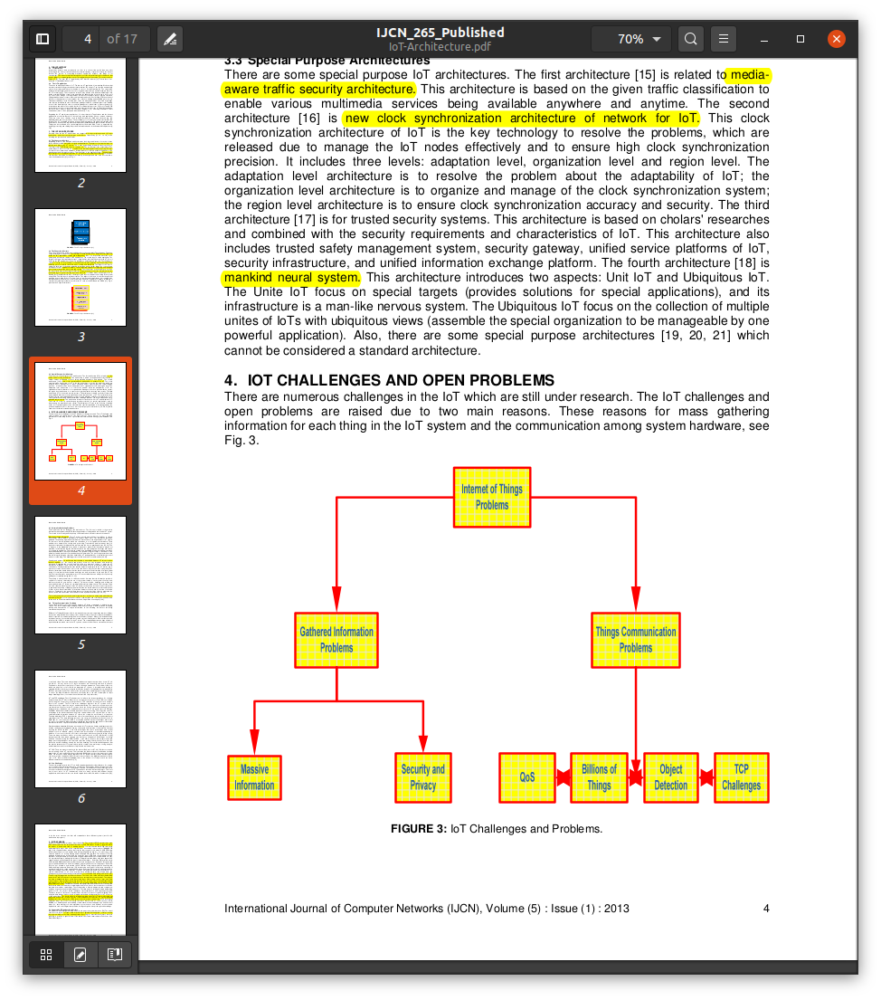 4 of 17
IJCN_265_Published
IoT-Architecture.pdf
70%
2
3
4
5
6
3.3 Special Purpose Architectures
There are some special purpose IoT architectures. The first architecture [15] is related to media-
aware traffic security architecture. This architecture is based on the given traffic classification to
enable various multimedia services being available anywhere and anytime. The second
architecture [16] is new clock synchronization architecture of network for IoT. This clock
synchronization architecture of IoT is the key technology to resolve the problems, which are
released due to manage the IoT nodes effectively and to ensure high clock synchronization
precision. It includes three levels: adaptation level, organization level and region level. The
adaptation level architecture is to resolve the problem about the adaptability of IoT; the
organization level architecture is to organize and manage of the clock synchronization system;
the region level architecture is to ensure clock synchronization accuracy and security. The third
architecture [17] is for trusted security systems. This architecture is based on cholars' researches
and combined with the security requirements and characteristics of IoT. This architecture also
includes trusted safety management system, security gateway, unified service platforms of IoT,
security infrastructure, and unified information exchange platform. The fourth architecture [18] is
mankind neural system. This architecture introduces two aspects: Unit IoT and Ubiquitous IoT.
The Unite IoT focus on special targets (provides solutions for special applications), and its
infrastructure is a man-like nervous system. The Ubiquitous IoT focus on the collection of multiple
unites of IoTs with ubiquitous views (assemble the special organization to be manageable by one
powerful application). Also, there are some special purpose architectures [19, 20, 21] which
cannot be considered a standard architecture.
4. IOT CHALLENGES AND OPEN PROBLEMS
There are numerous challenges in the IoT which are still under research. The IoT challenges and
open problems are raised due to two main reasons. These reasons for mass gathering
information for each thing in the IoT system and the communication among system hardware, see
Fig. 3.
Internet of Things
Problems
Gathered Information
Problems
Things Communication
Problems
Massive
Information
Security and
Privacy
QoS
Billions of
Things
Object
Detection
TCP
Challenges
FIGURE 3: IoT Challenges and Problems.
International Journal of Computer Networks (IJCN), Volume (5) : Issue (1) : 2013 4